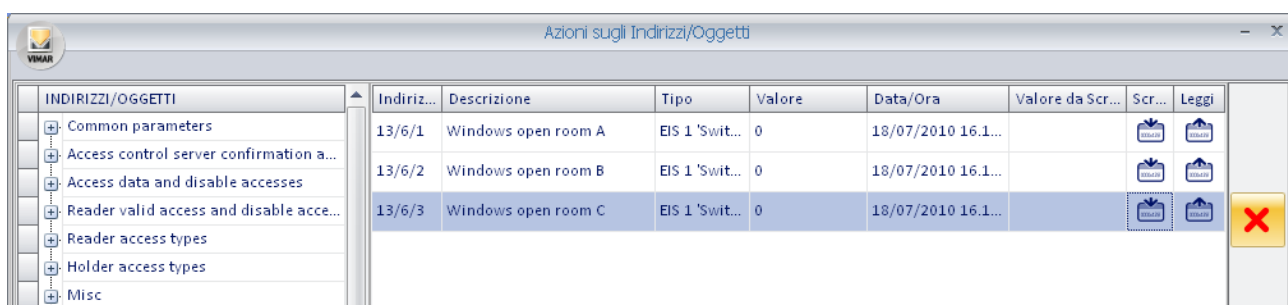 Azioni sugli Indirizzi/Oggetti
VIMAR
INDIRIZZI/OGGETTI
Common parameters
Access control server confirmation a...
Access data and disable accesses
Reader valid access and disable acce...
Reader access types
Holder access types
Misc
Indiriz... Descrizione Tipo Valore Data/Ora Valore da Scr... Scr... Leggi
13/6/1 Windows open room A EIS 1 'Swit... 0 18/07/2010 16.1...
13/6/2 Windows open room B EIS 1 'Swit... 0 18/07/2010 16.1...
13/6/3 Windows open room C EIS 1 'Swit... 0 18/07/2010 16.1...